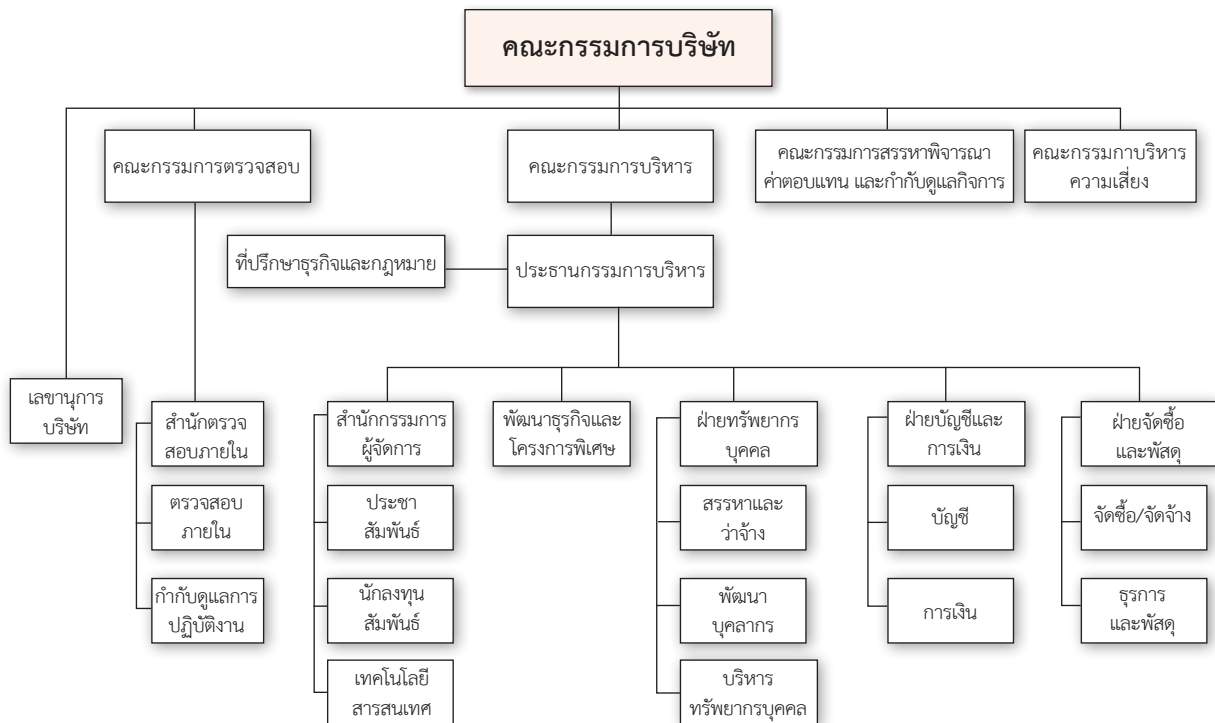 คณะกรรมการบริษัท
คณะกรรมการตรวจสอบ
คณะกรรมการบริหาร
คณะกรรมการสรรหาพิจารณา
ค่าตอบแทน และกำกับดูแลกิจการ
คณะกรรมกาบริหาร
ความเสี่ยง
ที่ปรึกษาธุรกิจและกฎหมาย
ประธานกรรมการบริหาร
เลขานุการ
บริษัท
สำนักตรวจ
สอบภายใน
สำนักกรรมการ
ผู้จัดการ
พัฒนาธุรกิจและ
โครงการพิเศษ
ฝ่ายทรัพยากร
บุคคล
ฝ่ายบัญชีและ
การเงิน
ฝ่ายจัดซื้อ
และพัสดุ
ตรวจสอบ
ภายใน
ประชา
สัมพันธ์
สรรหาและ
ว่าจ้าง
บัญชี
จัดซื้อ/จัดจ้าง
กำกับดูแลการ
ปฏิบัติงาน
นักลงทุน
สัมพันธ์
พัฒนา
บุคลากร
การเงิน
ธุรการ
และพัสดุ
เทคโนโลยี
สารสนเทศ
บริหาร
ทรัพยากรบุคคล